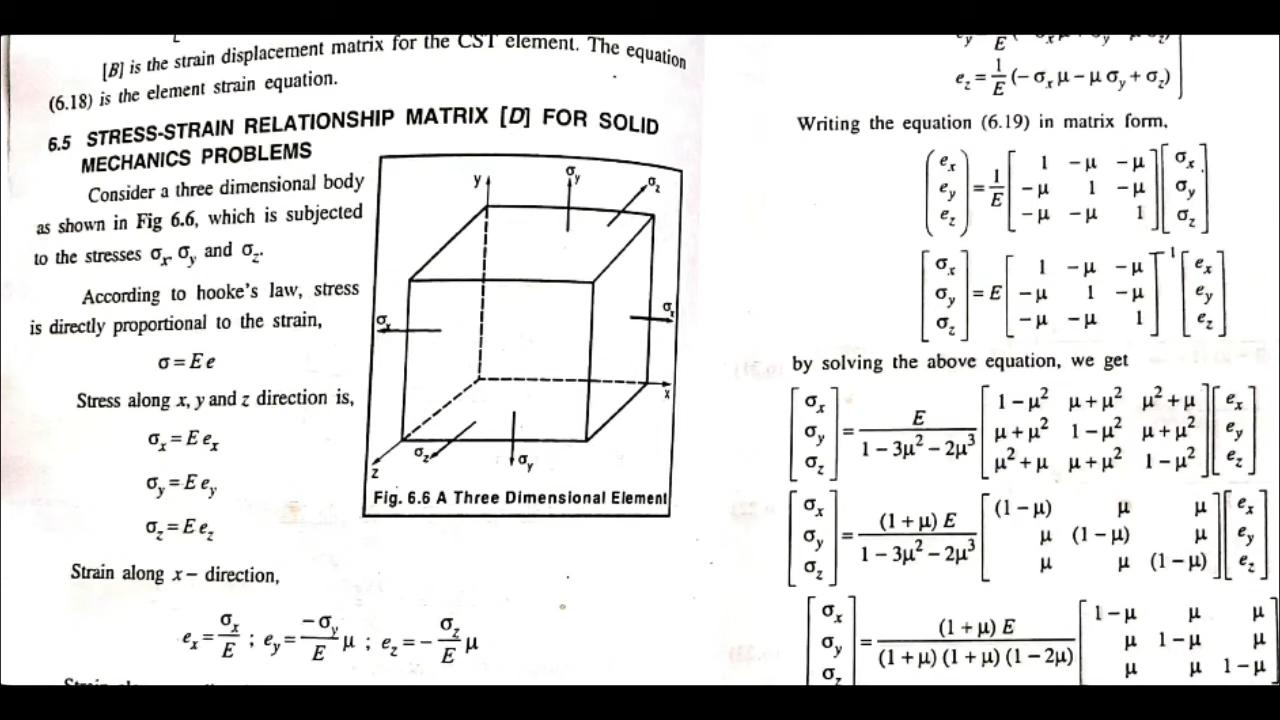 [B] is the strain displacement matrix for the CST element. The equation
(6.18) is the element strain equation.
6.5 STRESS-STRAIN RELATIONSHIP MATRIX [D] FOR SOLID
MECHANICS PROBLEMS
Consider a three dimensional body
as shown in Fig 6.6, which is subjected
to the stresses σx, σy and σz.
According to hooke's law, stress
is directly proportional to the strain,
σ = E e
Stress along x, y and z direction is,
σx = E ex
σy = E ey
σz = E ez
y σy σz
σx σx
x
z σz σy
Fig. 6.6 A Three Dimensional Element
Strain along x – direction,
ex = σx/E ; ey = −σy/E μ ; ez = − σz/E μ
ez = 1/E (− σx μ − μ σy + σz)
Writing the equation (6.19) in matrix form,
(ex ey ez) = 1/E [1 −μ −μ; −μ 1 −μ; −μ −μ 1] [σx σy σz]
[σx σy σz] = E [1 −μ −μ; −μ 1 −μ; −μ −μ 1]⁻¹ [ex ey ez]
by solving the above equation, we get
[σx σy σz] = E/(1 − 3μ² − 2μ³) [1 − μ² μ + μ² μ² + μ; μ + μ² 1 − μ² μ + μ²; μ² + μ μ + μ² 1 − μ²] [ex ey ez]
[σx σy σz] = (1 + μ) E/(1 − 3μ² − 2μ³) [(1 − μ) μ μ; μ (1 − μ) μ; μ μ (1 − μ)] [ex ey ez]
[σx σy σz] = (1 + μ) E/(1 + μ) (1 + μ) (1 − 2μ) [1 − μ μ μ; μ 1 − μ μ; μ μ 1 − μ]